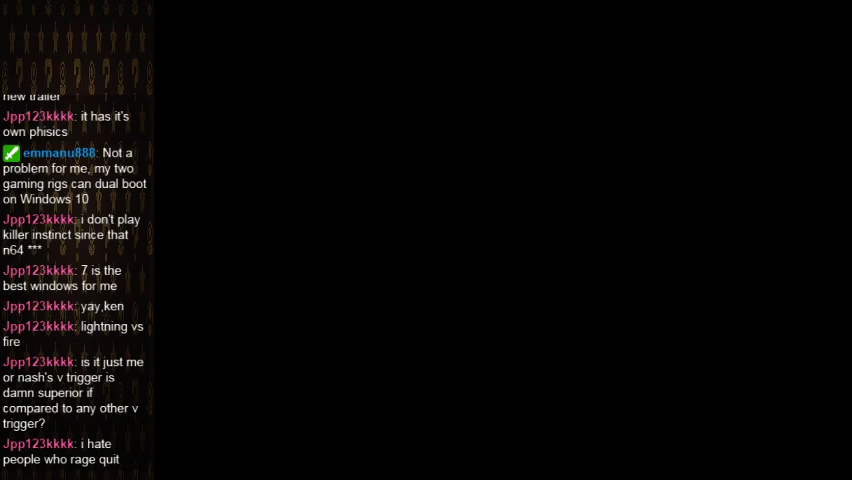 new trailer
Jpp123kkkk: it has it's
own phisics
emmanu888: Not a
problem for me, my two
gaming rigs can dual boot
on Windows 10
Jpp123kkkk: i don't play
killer instinct since that
n64 ***
Jpp123kkkk: 7 is the
best windows for me
Jpp123kkkk: yay,ken
Jpp123kkkk: lightning vs
fire
Jpp123kkkk: is it just me
or nash's v trigger is
damn superior if
compared to any other v
trigger?
Jpp123kkkk: i hate
people who rage quit